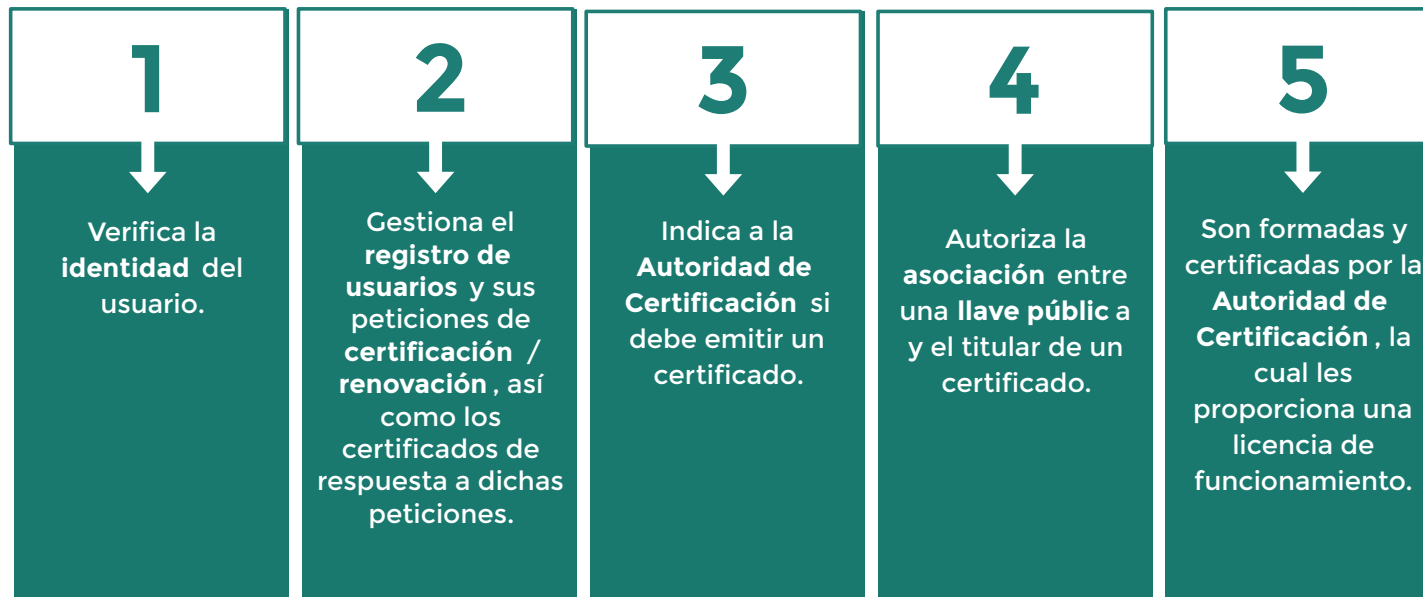 1
Verifica la
identidad del
usuario.
2
Gestiona el
registro de
usuarios y sus
peticiones de
certificación /
renovación , así
como los
certificados de
respuesta a dichas
peticiones.
3
Indica a la
Autoridad de
Certificación si
debe emitir un
certificado.
4
Autoriza la
asociación entre
una llave públic a
y el titular de un
certificado.
5
Son formadas y
certificadas por la
Autoridad de
Certificación , la
cual les
proporciona una
licencia de
funcionamiento.